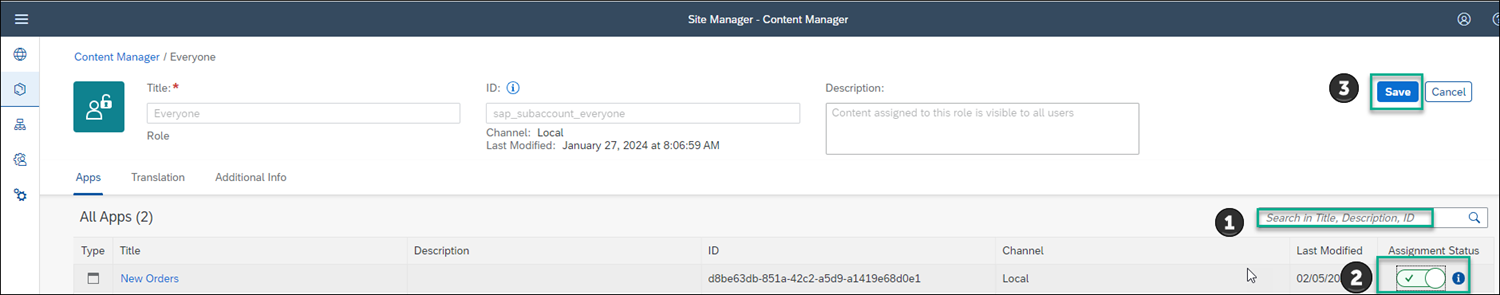 Site Manager - Content Manager
Content Manager / Everyone
Title:*
ID:
Description:
3
Save
Cancel
Everyone
sap_subaccount_everyone
Content assigned to this role is visible to all users
Role
Channel: Local
Last Modified: January 27, 2024 at 8:06:59 AM
Apps
Translation
Additional Info
All Apps (2)
1
Search in Title, Description, ID
Type
Title
Description
ID
Channel
Last Modified
Assignment Status
New Orders
d8be63db-851a-42c2-a5d9-a1419e68d0e1
Local
02/05/20
2